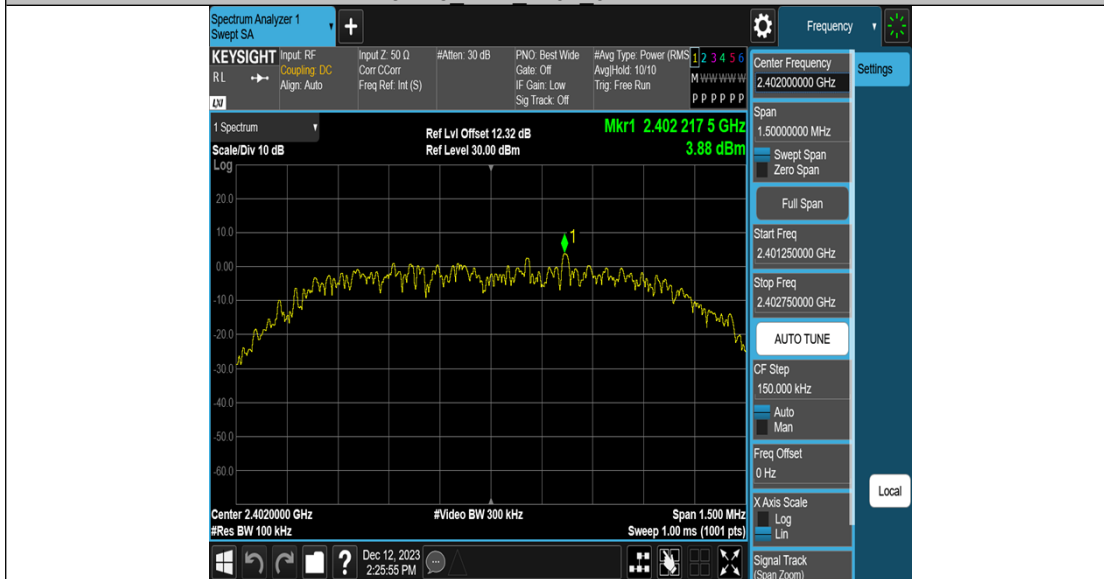 Spectrum Analyzer 1
Swept SA
+
Frequency
KEYSIGHT
RL
LXI
Input: RF
Coupling: DC
Align: Auto
Input Z: 50 Ω
Corr CCorr
Freq Ref: Int (S)
#Atten: 30 dB
PNO: Best Wide
Gate: Off
IF Gain: Low
Sig Track: Off
#Avg Type: Power (RMS
Avg|Hold: 10/10
Trig: Free Run
1 2 3 4 5 6
M W W W W W
P P P P P P
Center Frequency
2.402000000 GHz
Settings
Span
1.50000000 MHz
Swept Span
Zero Span
Full Span
Start Freq
2.401250000 GHz
Stop Freq
2.402750000 GHz
AUTO TUNE
CF Step
150.000 kHz
Auto
Man
Freq Offset
0 Hz
X Axis Scale
Log
Lin
Signal Track
(Span Zoom)
Local
1 Spectrum
Scale/Div 10 dB
Log
Ref Lvl Offset 12.32 dB
Ref Level 30.00 dBm
Mkr1 2.402 217 5 GHz
3.88 dBm
20.0
10.0
0.00
-10.0
-20.0
-30.0
-40.0
-50.0
-60.0
1
Center 2.4020000 GHz
#Res BW 100 kHz
#Video BW 300 kHz
Span 1.500 MHz
Sweep 1.00 ms (1001 pts)
?
Dec 12, 2023
2:25:55 PM